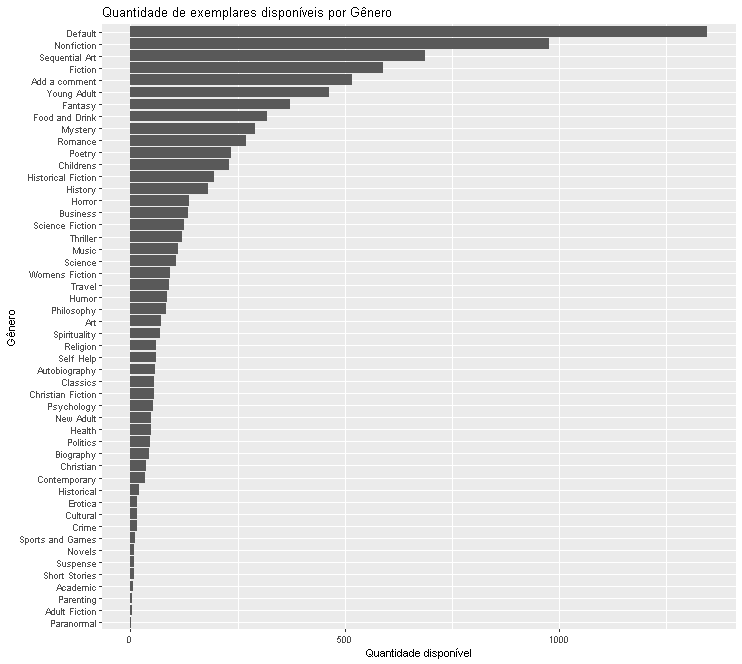 Quantidade de exemplares disponíveis por Gênero
Default
Nonfiction
Sequential Art
Fiction
Add a comment
Young Adult
Fantasy
Food and Drink
Mystery
Romance
Poetry
Childrens
Historical Fiction
History
Horror
Business
Science Fiction
Thriller
Music
Science
Womens Fiction
Travel
Humor
Philosophy
Art
Spirituality
Religion
Self Help
Autobiography
Classics
Christian Fiction
Psychology
New Adult
Health
Politics
Biography
Christian
Contemporary
Historical
Erotica
Cultural
Crime
Sports and Games
Novels
Suspense
Short Stories
Academic
Parenting
Adult Fiction
Paranormal
Gênero
0 500 1000
Quantidade disponível